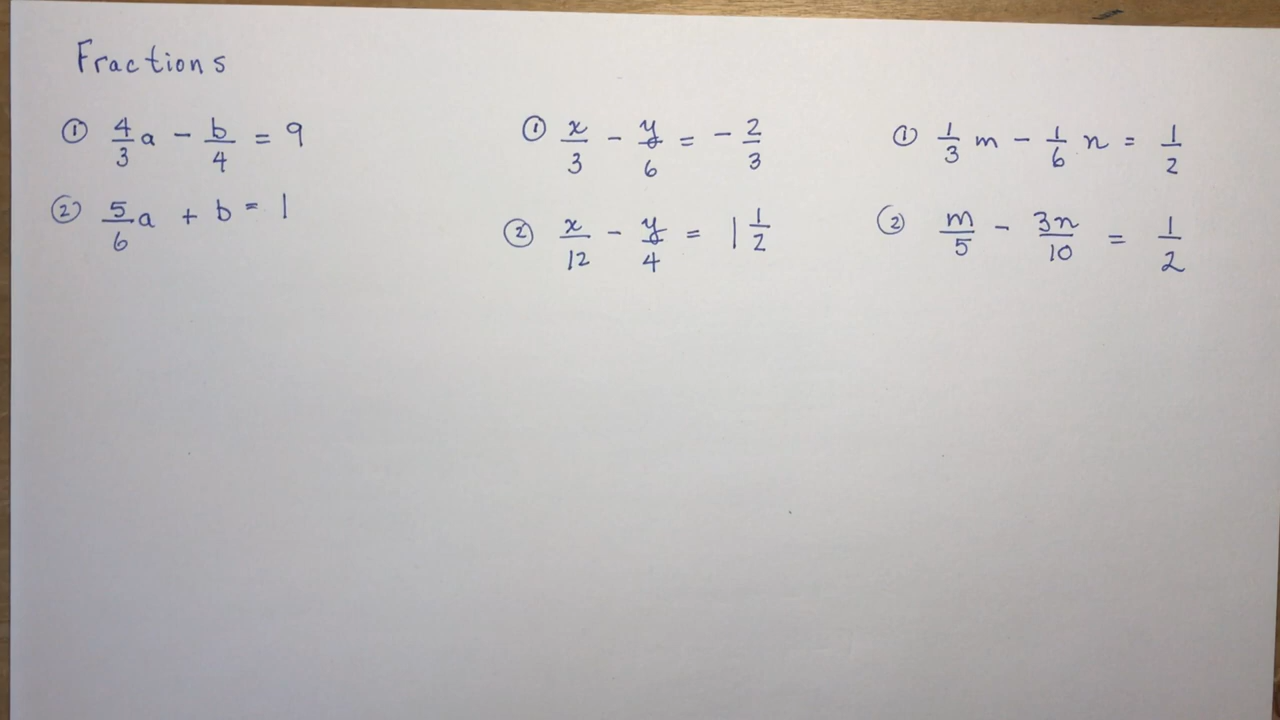 Fractions
① 4/3 a - b/4 = 9
② 5/6 a + b = 1
① x/3 - y/6 = - 2/3
② x/12 - y/4 = 1 1/2
① 1/3 m - 1/6 n = 1/2
② m/5 - 3n/10 = 1/2